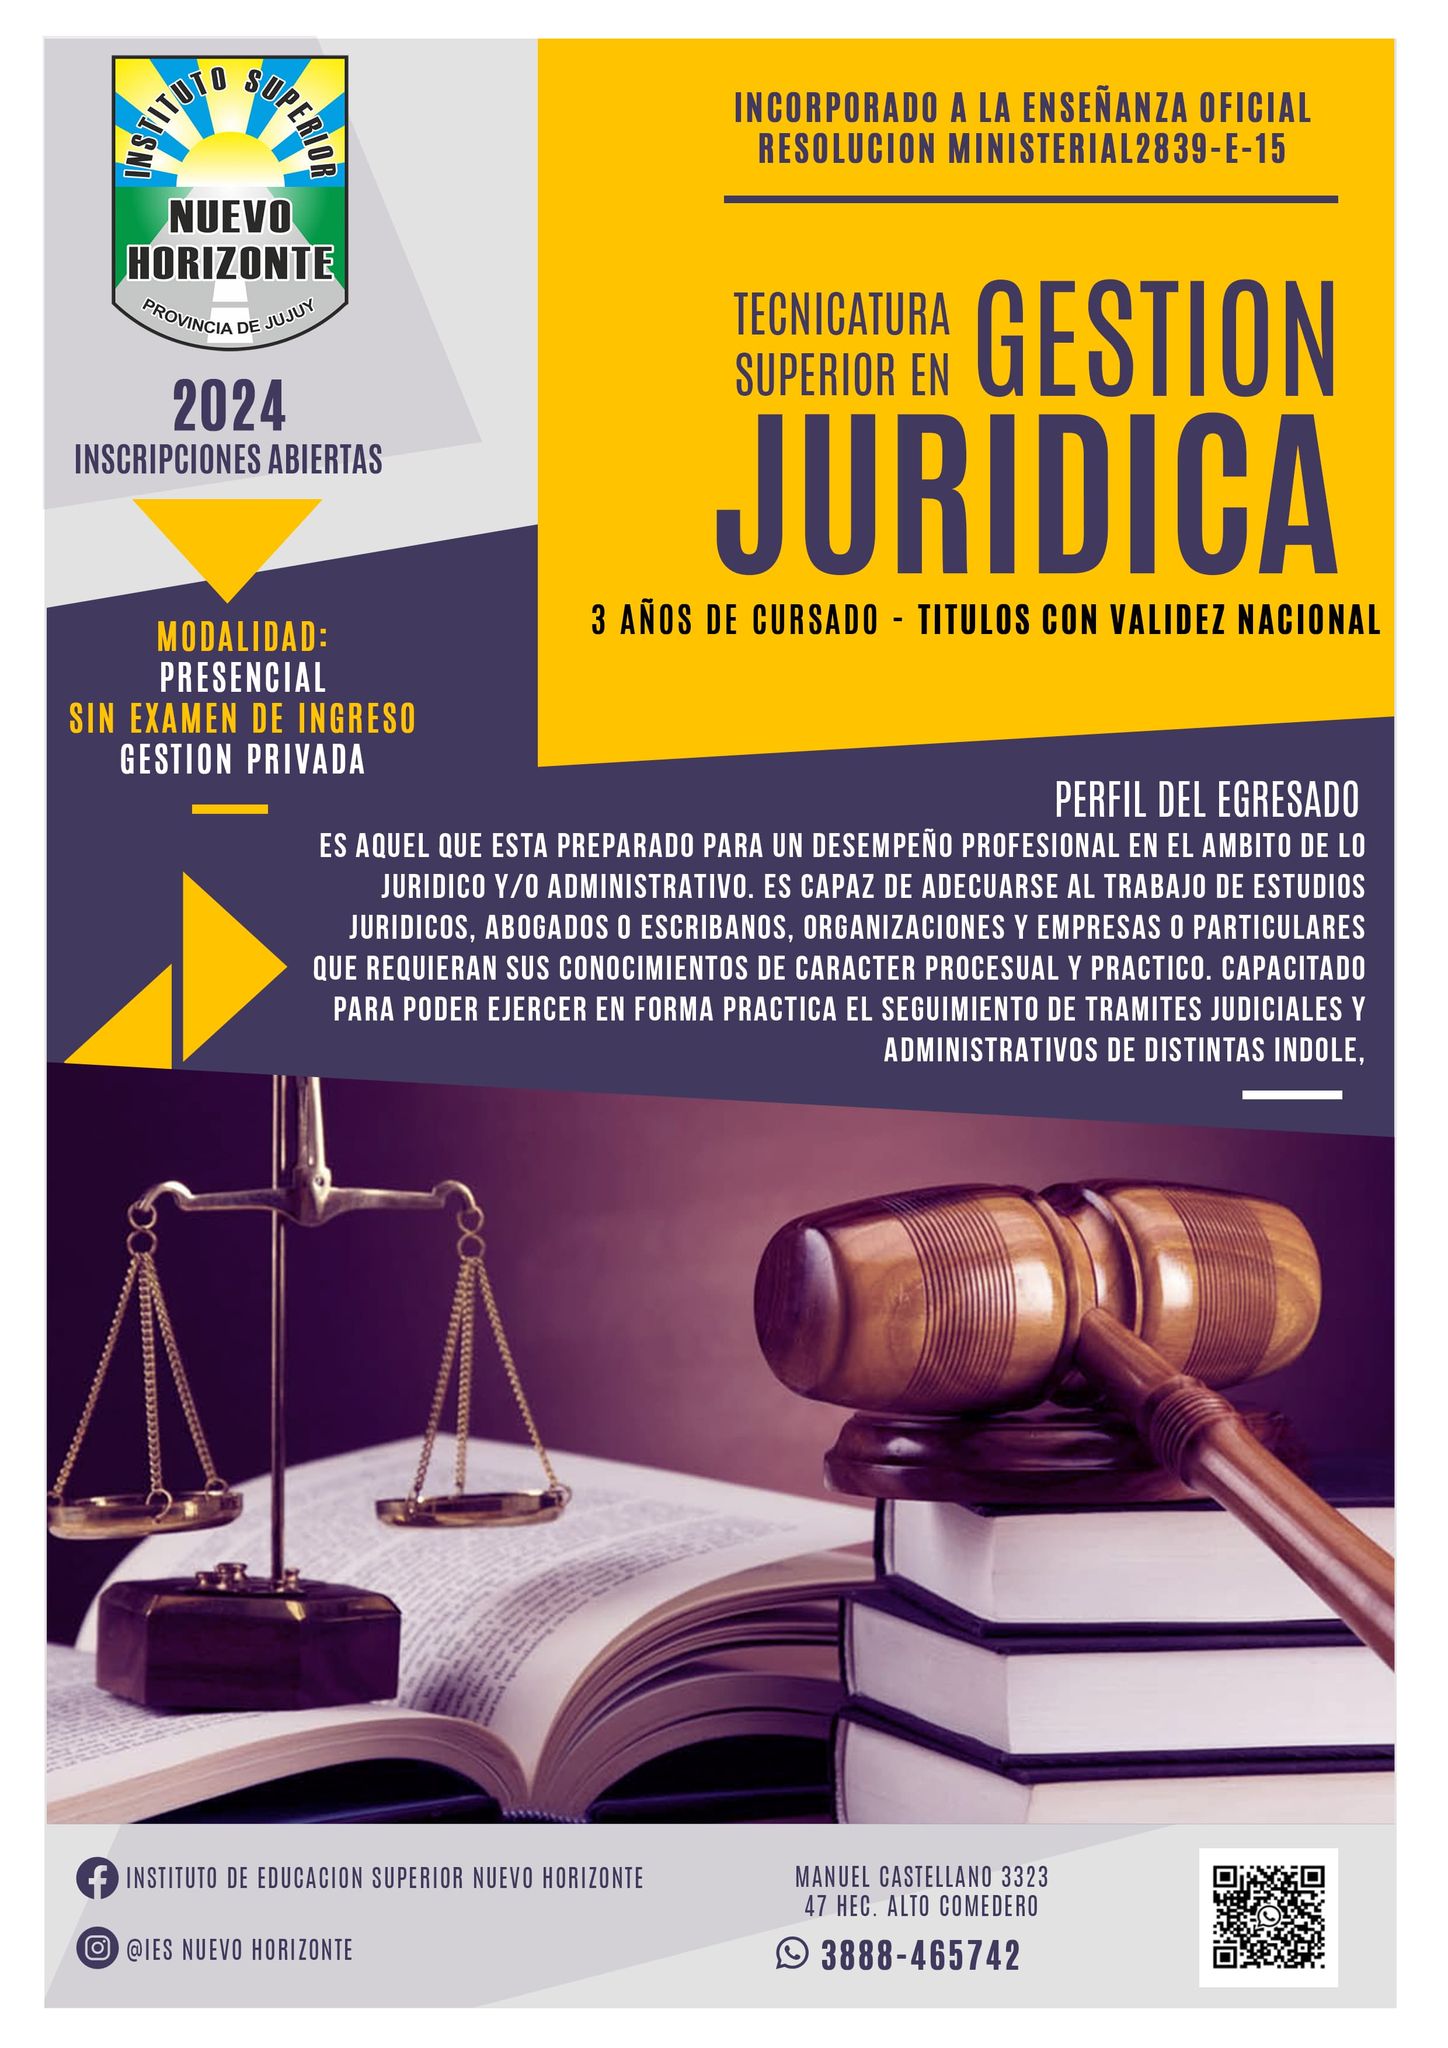 INSTITUTO SUPERIOR
NUEVO
HORIZONTE
PROVINCIA DE JUJUY
2024
INSCRIPCIONES ABIERTAS
MODALIDAD:
PRESENCIAL
SIN EXAMEN DE INGRESO
GESTION PRIVADA
INCORPORADO A LA ENSEÑANZA OFICIAL
RESOLUCION MINISTERIAL2839-E-15
TECNICATURA
SUPERIOR EN
GESTION
JURIDICA
3 AÑOS DE CURSADO - TITULOS CON VALIDEZ NACIONAL
PERFIL DEL EGRESADO
ES AQUEL QUE ESTA PREPARADO PARA UN DESEMPEÑO PROFESIONAL EN EL AMBITO DE LO
JURIDICO Y/O ADMINISTRATIVO. ES CAPAZ DE ADECUARSE AL TRABAJO DE ESTUDIOS
JURIDICOS, ABOGADOS O ESCRIBANOS, ORGANIZACIONES Y EMPRESAS O PARTICULARES
QUE REQUIERAN SUS CONOCIMIENTOS DE CARACTER PROCESUAL Y PRACTICO. CAPACITADO
PARA PODER EJERCER EN FORMA PRACTICA EL SEGUIMIENTO DE TRAMITES JUDICIALES Y
ADMINISTRATIVOS DE DISTINTAS INDOLE,
INSTITUTO DE EDUCACION SUPERIOR NUEVO HORIZONTE
@IES NUEVO HORIZONTE
MANUEL CASTELLANO 3323
47 HEC. ALTO COMEDERO
3888-465742